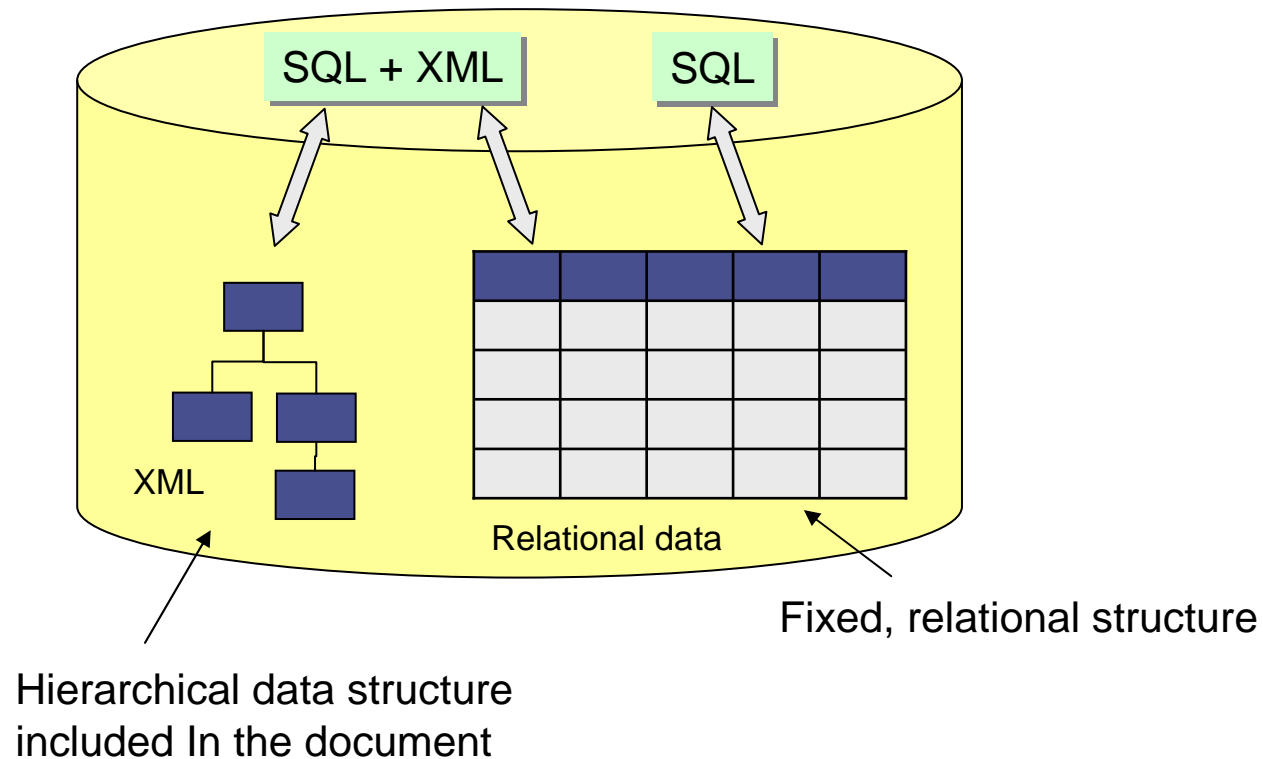 SQL + XML
SQL
XML
Relational data
Fixed, relational structure
Hierarchical data structure
included In the document